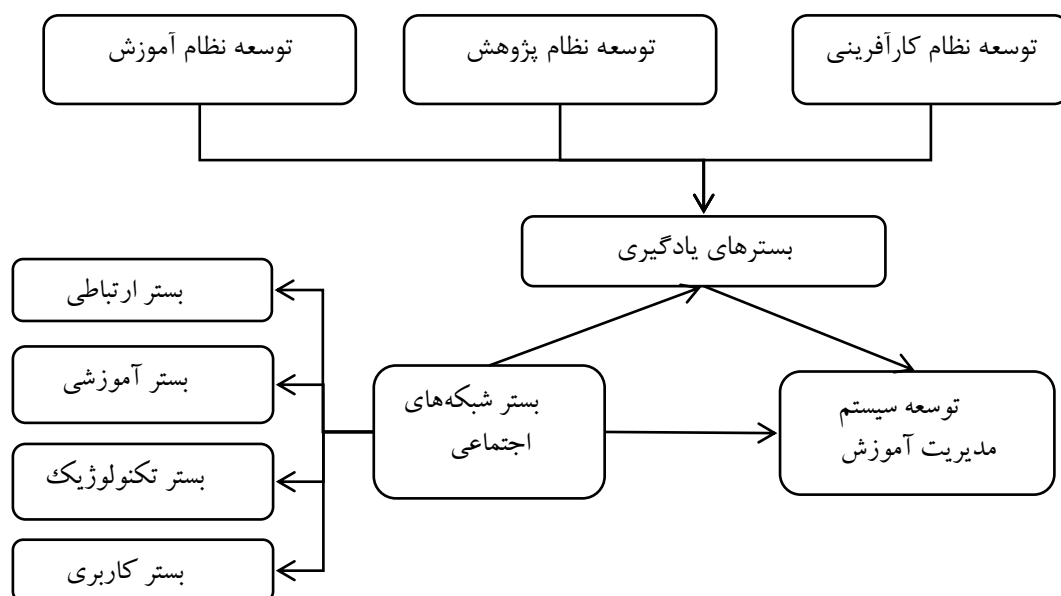 توسعه نظام کارآفرینی
توسعه نظام پژوهش
توسعه نظام آموزش
بسترهای یادگیری
بستر ارتباطی
بستر آموزشی
بستر تکنولوژیک
بستر کاربری
بستر شبکه‌های
اجتماعی
توسعه سیستم
مدیریت آموزش